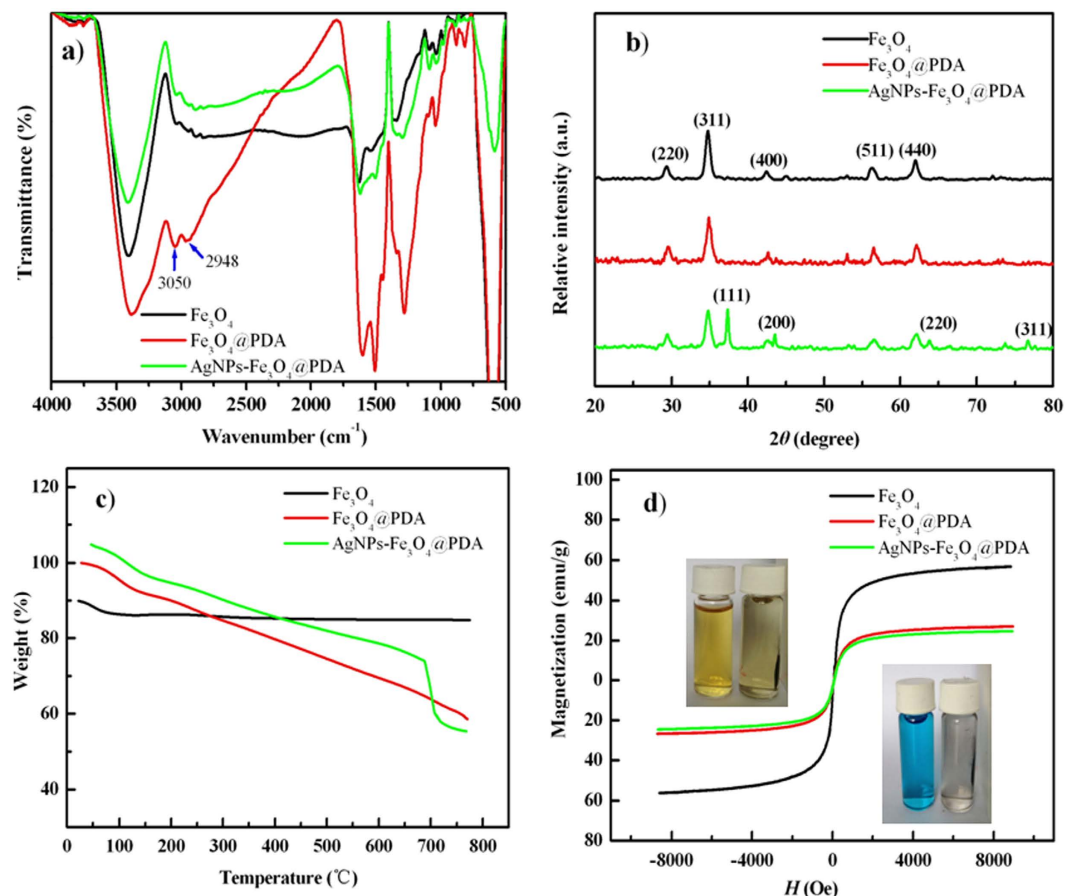 a)
Transmittance (%)
3050
2948
Fe₃O₄
Fe₃O₄@PDA
AgNPs-Fe₃O₄@PDA
4000 3500 3000 2500 2000 1500 1000 500
Wavenumber (cm⁻¹)
b)
Relative intensity (a.u.)
Fe₃O₄
Fe₃O₄@PDA
AgNPs-Fe₃O₄@PDA
(220) (311) (400) (511) (440)
(111) (200) (220) (311)
20 30 40 50 60 70 80
2θ (degree)
c)
Weight (%)
120
100
80
60
40
Fe₃O₄
Fe₃O₄@PDA
AgNPs-Fe₃O₄@PDA
0 100 200 300 400 500 600 700 800
Temperature (℃)
d)
Magnetization (emu/g)
100
80
60
40
20
0
20
40
60
80
Fe₃O₄
Fe₃O₄@PDA
AgNPs-Fe₃O₄@PDA
-8000 -4000 0 4000 8000
H (Oe)